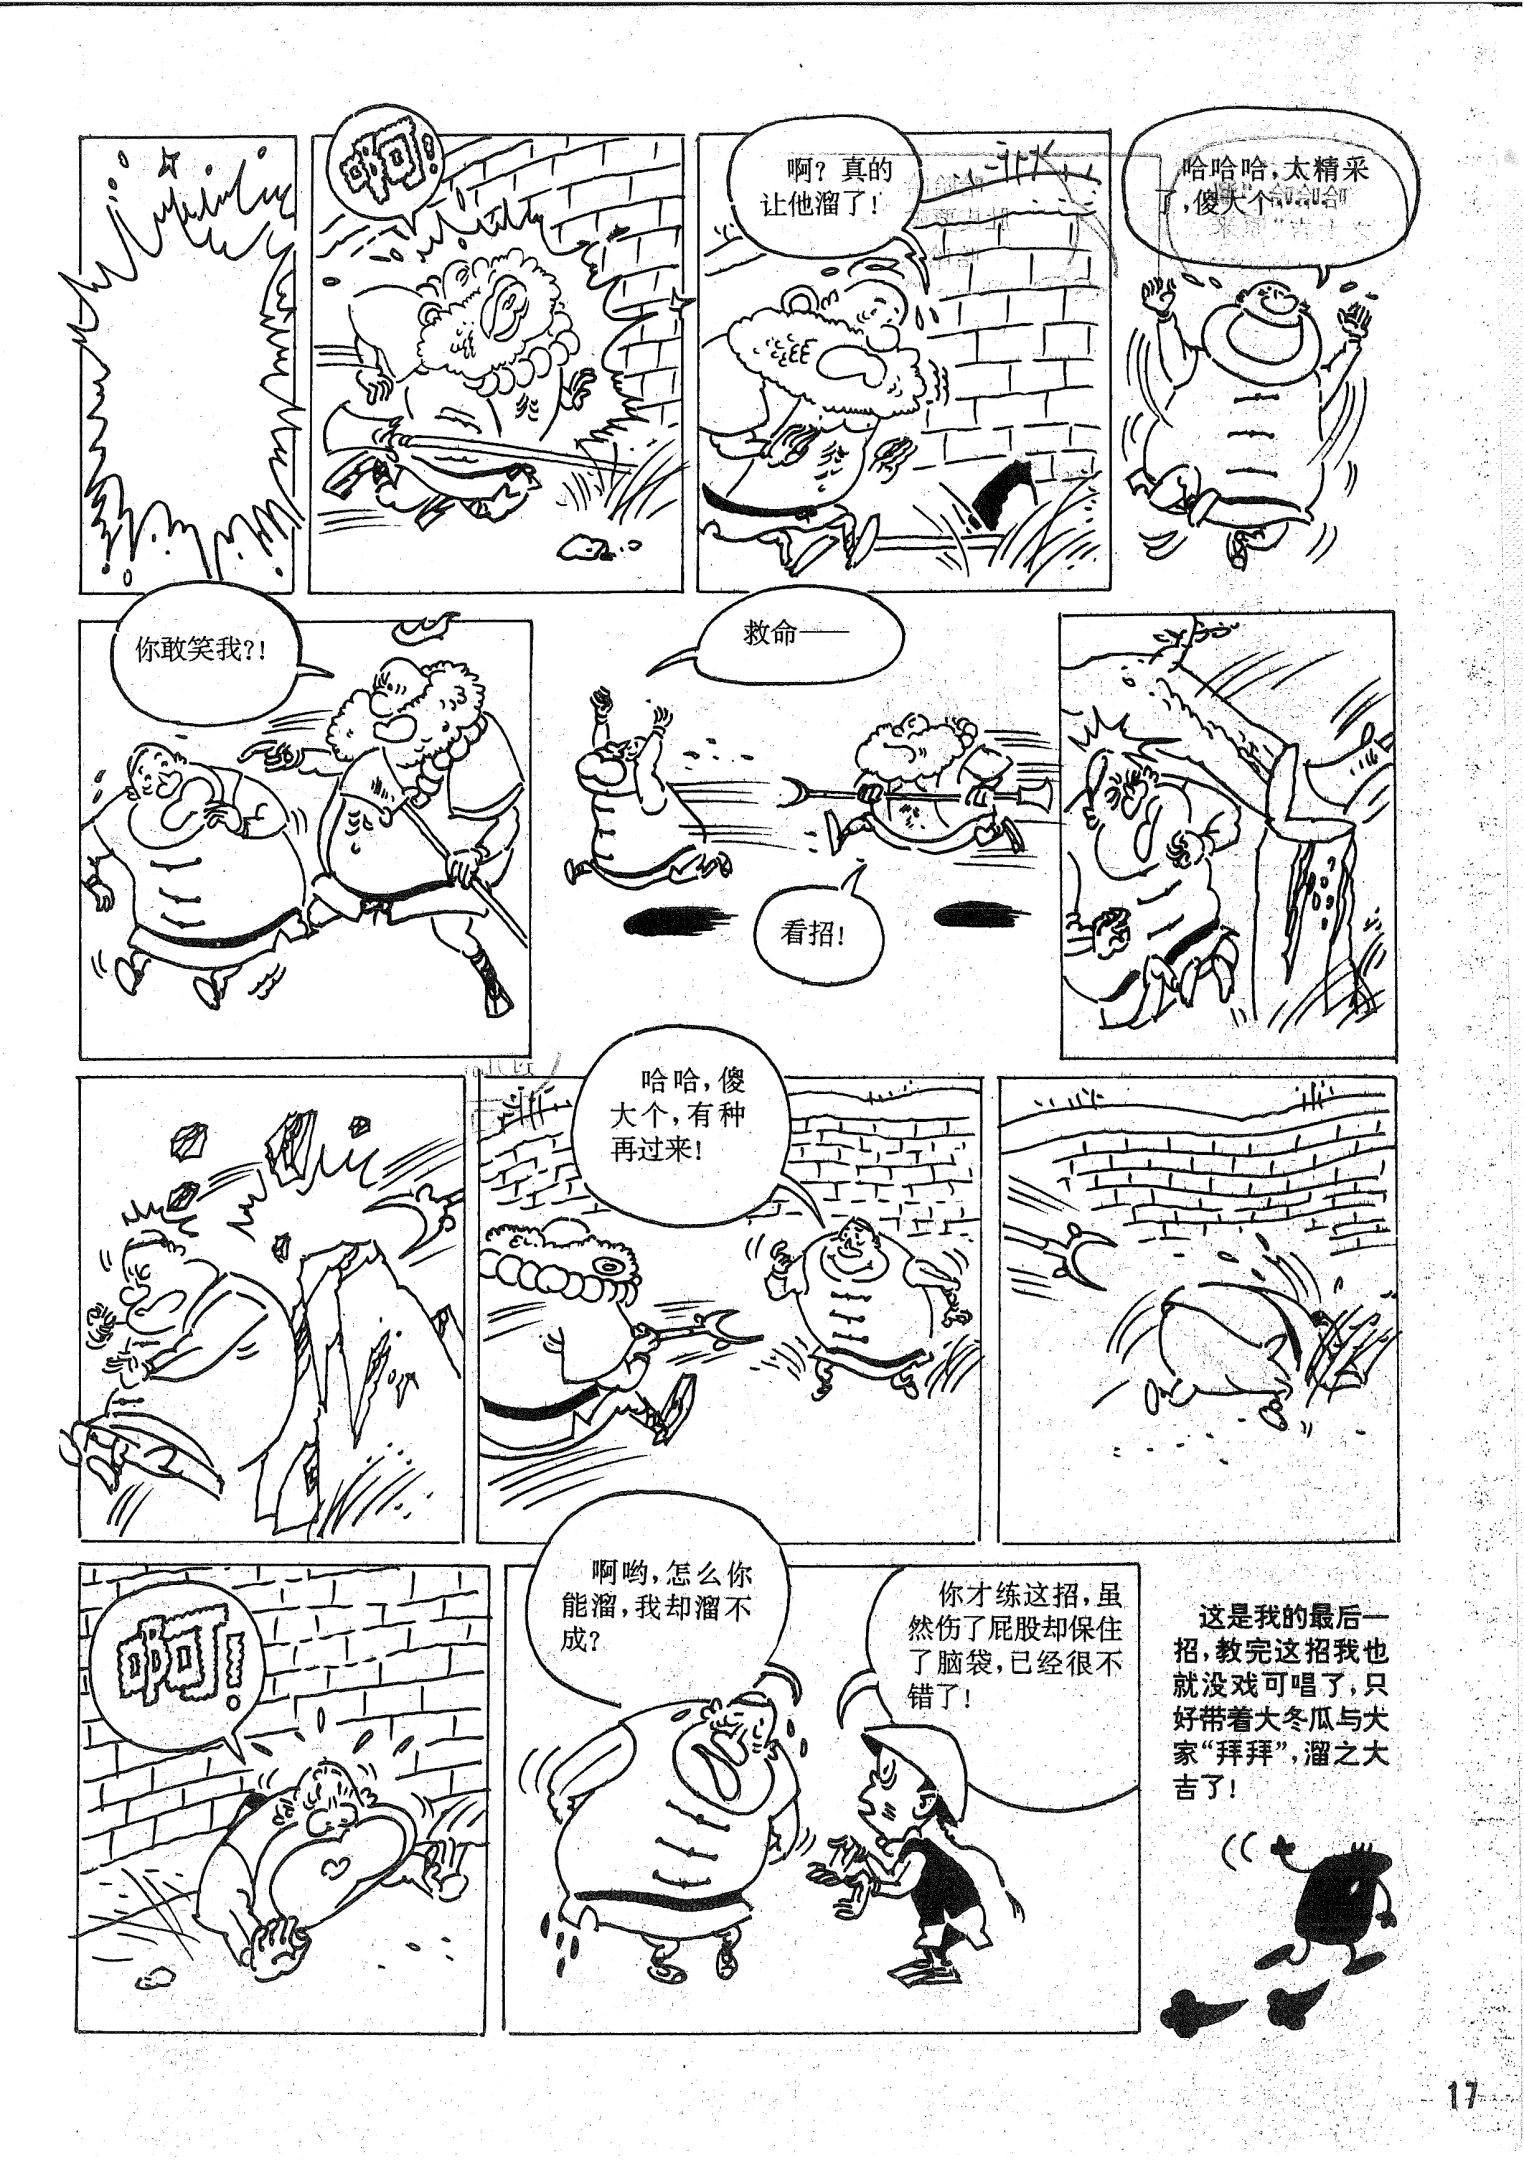 啊!
啊？真的
让他溜了!
哈哈哈,太精采
了,傻大个
你敢笑我?!
救命——
看招!
哈哈,傻
大个,有种
再过来!
啊!
啊哟,怎么你
能溜,我却溜不
成?
你才练这招,虽
然伤了屁股却保住
了脑袋,已经很不
错了!
这是我的最后一
招,教完这招我也
就没戏可唱了,只
好带着大冬瓜与大
家“拜拜”,溜之大
吉了!
17